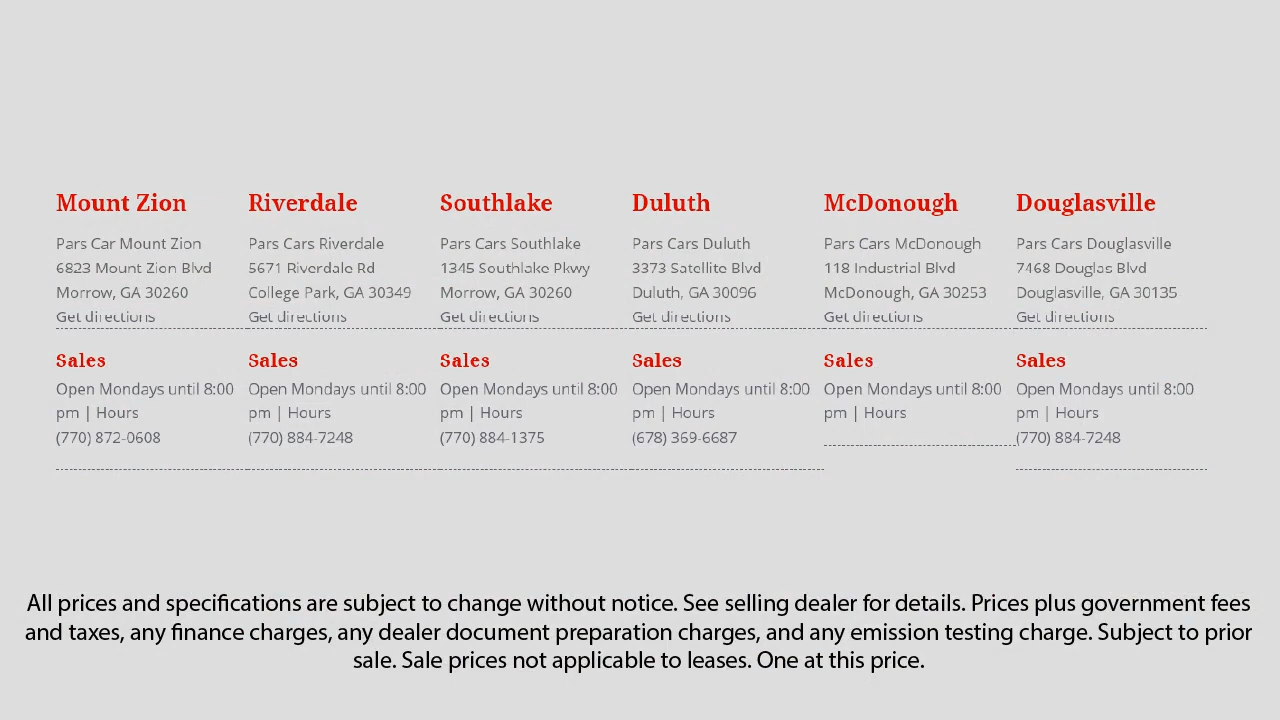 Mount Zion
Pars Car Mount Zion
6823 Mount Zion Blvd
Morrow, GA 30260
Get directions
Sales
Open Mondays until 8:00
pm | Hours
(770) 872-0608
Riverdale
Pars Cars Riverdale
5671 Riverdale Rd
College Park, GA 30349
Get directions
Sales
Open Mondays until 8:00
pm | Hours
(770) 884-7248
Southlake
Pars Cars Southlake
1345 Southlake Pkwy
Morrow, GA 30260
Get directions
Sales
Open Mondays until 8:00
pm | Hours
(770) 884-1375
Duluth
Pars Cars Duluth
3373 Satellite Blvd
Duluth, GA 30096
Get directions
Sales
Open Mondays until 8:00
pm | Hours
(678) 369-6687
McDonough
Pars Cars McDonough
118 Industrial Blvd
McDonough, GA 30253
Get directions
Sales
Open Mondays until 8:00
pm | Hours
Douglasville
Pars Cars Douglasville
7468 Douglas Blvd
Douglasville, GA 30135
Get directions
Sales
Open Mondays until 8:00
pm | Hours
(770) 884-7248
All prices and specifications are subject to change without notice. See selling dealer for details. Prices plus government fees
and taxes, any finance charges, any dealer document preparation charges, and any emission testing charge. Subject to prior
sale. Sale prices not applicable to leases. One at this price.